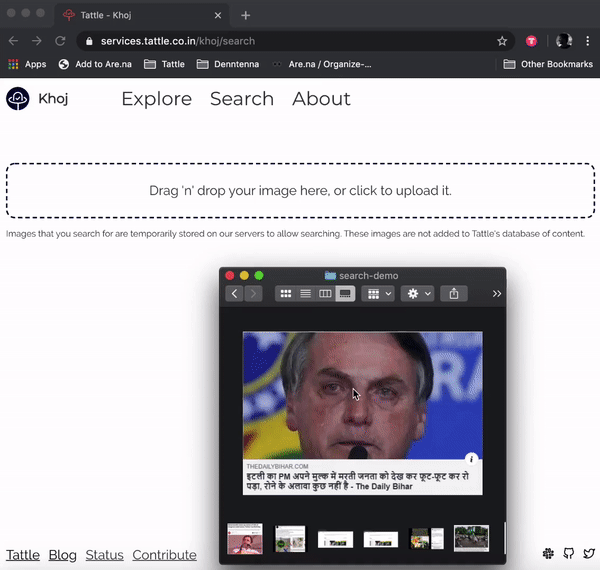 Tattle - Khoj
services.tattle.co.in/khoj/search
Apps Add to Are.na Tattle Denntenna Are.na / Organize-... Other Bookmarks
Khoj Explore Search About
Drag 'n' drop your image here, or click to upload it.
Images that you search for are temporarily stored on our servers to allow searching. These images are not added to Tattle's database of content.
search-demo
THEDAILYBIHAR.COM
इटली का PM अपने मुल्क में मरती जनता को देख कर फूट-फूट कर रो
पड़ा, रोने के अलावा कुछ नहीं है - The Daily Bihar
Tattle Blog Status Contribute